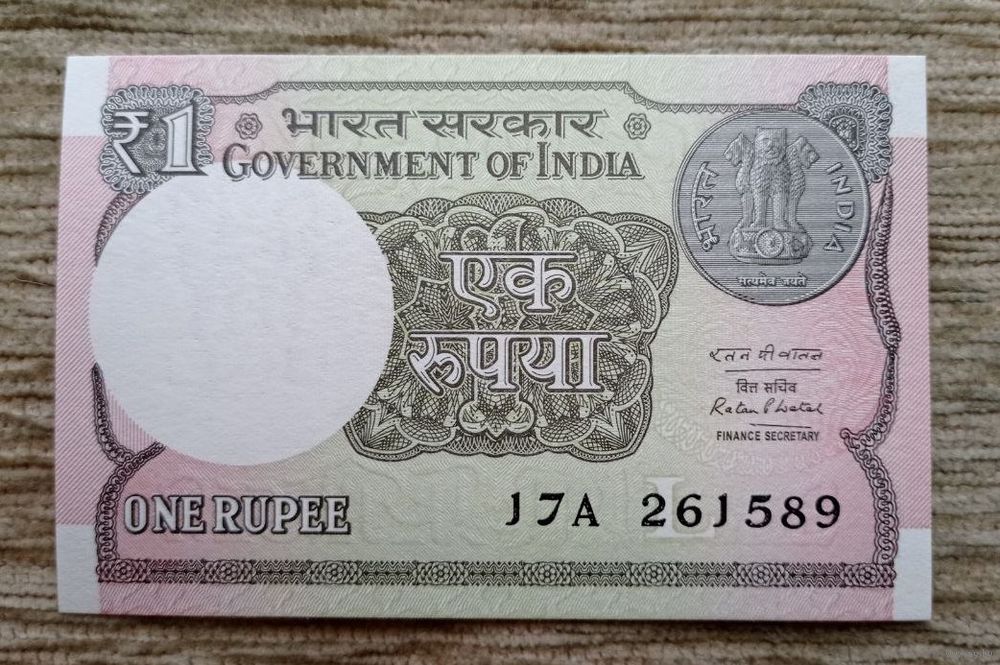 ₹1
भारत सरकार
GOVERNMENT OF INDIA
भारत
INDIA
सत्यमेव जयते
एक
रुपया
रतन पी वातल
वित्त सचिव
Ratan P Watal
FINANCE SECRETARY
L
ONE RUPEE
17A 261589